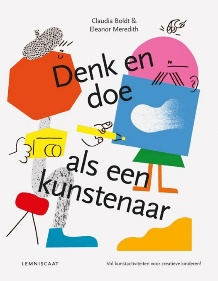 Claudia Boldt &
Eleanor Meredith
Denk en
doe
als een
kunstenaar
LEMNISCAAT
Vol kunstactiviteiten voor creatieve kinderen!